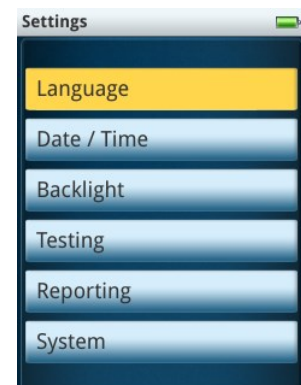 Settings
Language
Date / Time
Backlight
Testing
Reporting
System